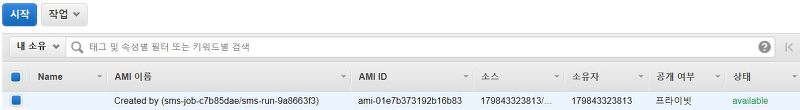 시작 작업
내 소유 태그 및 속성별 필터 또는 키워드별 검색
Name AMI 이름 AMI ID 소스 소유자 공개 여부 상태
Created by (sms-job-c7b85dae/sms-run-9a8663f3) ami-01e7b373192b16b83 179843323813/... 179843323813 프라이빗 available